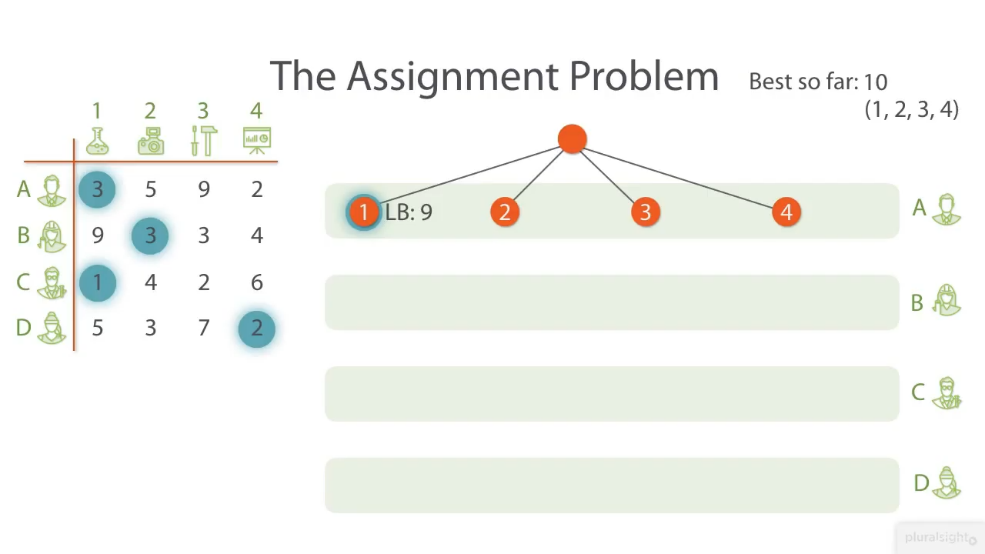 The Assignment Problem
Best so far: 10
(1, 2, 3, 4)
1 2 3 4
A 3 5 9 2
B 9 3 3 4
C 1 4 2 6
D 5 3 7 2
1 LB: 9 2 3 4
A
B
C
D
pluralsight